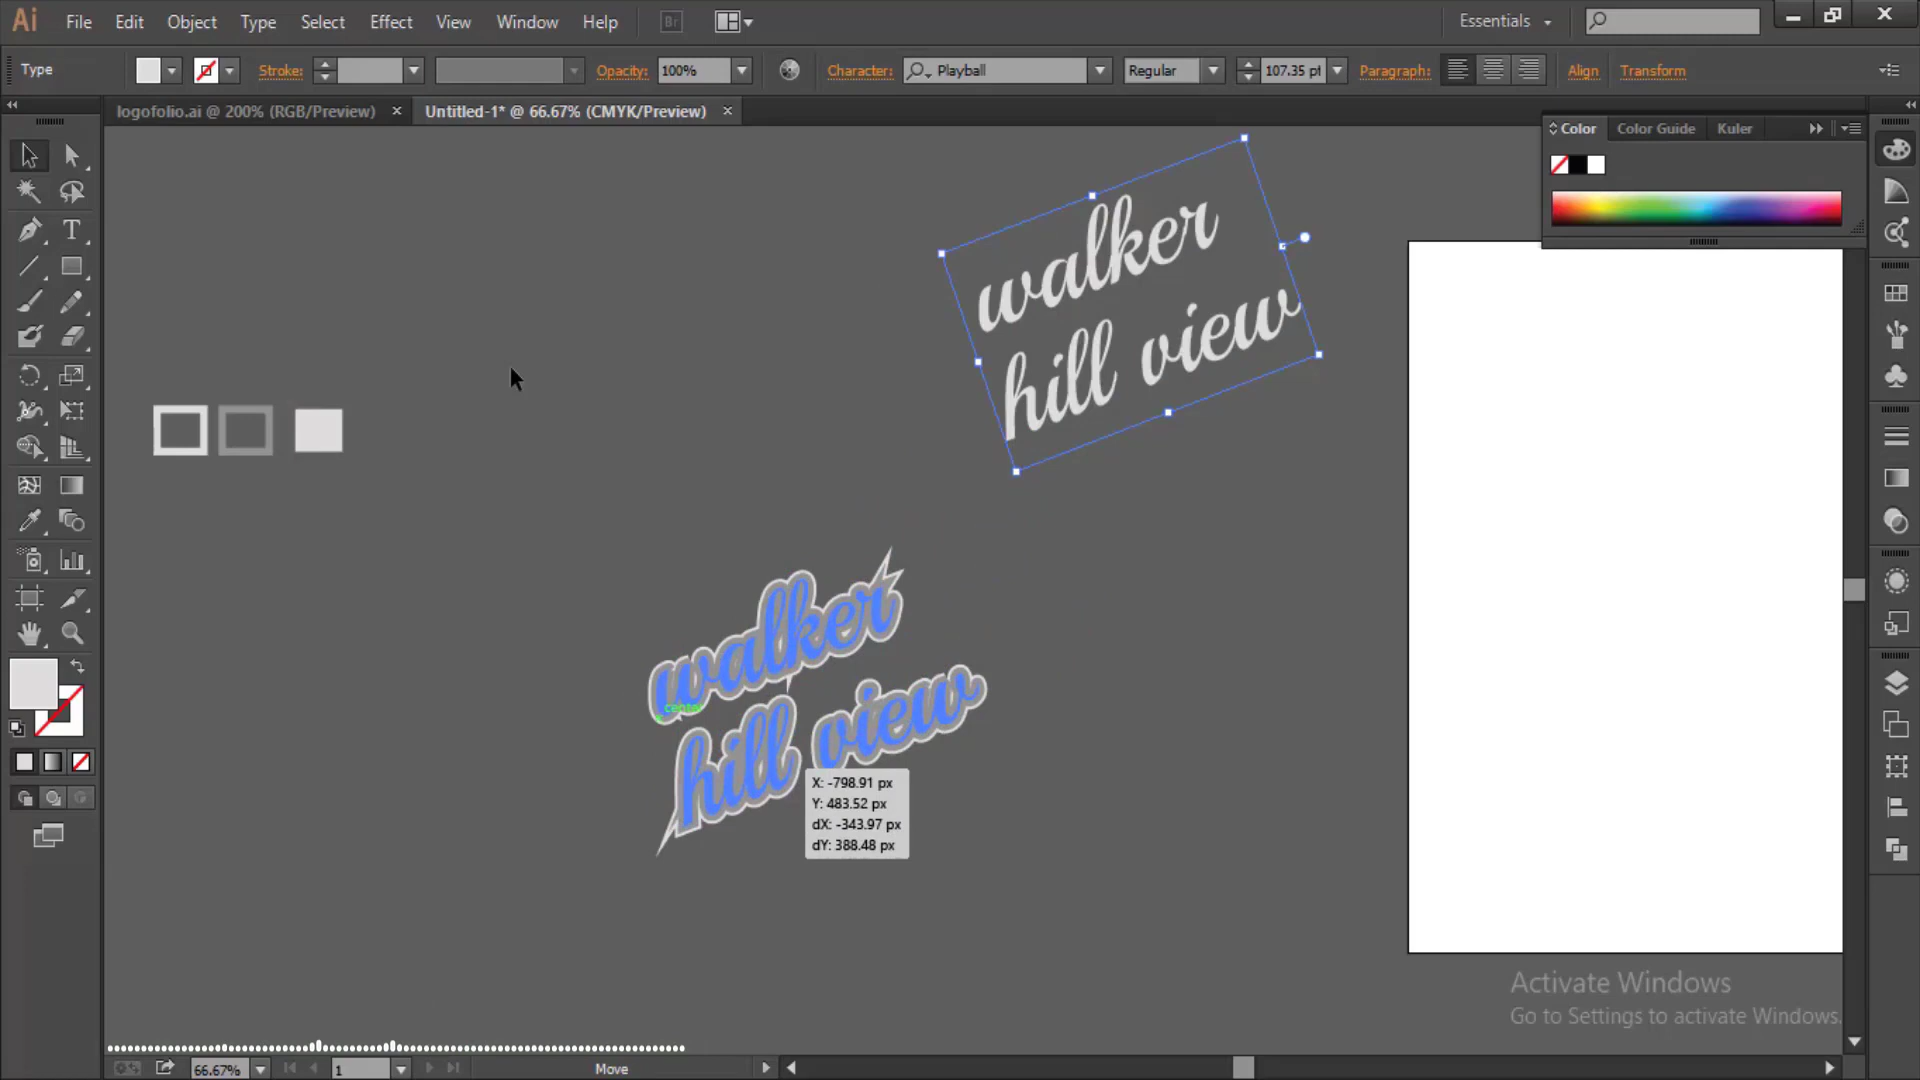 Ai File Edit Object Type Select Effect View Window Help Br Essentials
Type Stroke: Opacity: 100% Character: Playball Regular 107.35 pt Paragraph: Align Transform
logofolio.ai @ 200% (RGB/Preview) Untitled-1* @ 66.67% (CMYK/Preview)
Color Color Guide Kuler
walker
hill view
walker
center
hill view
X: -798.91 px
Y: 483.52 px
dX: -343.97 px
dY: 388.48 px
Activate Windows
Go to Settings to activate Windows.
66.67% 1 Move